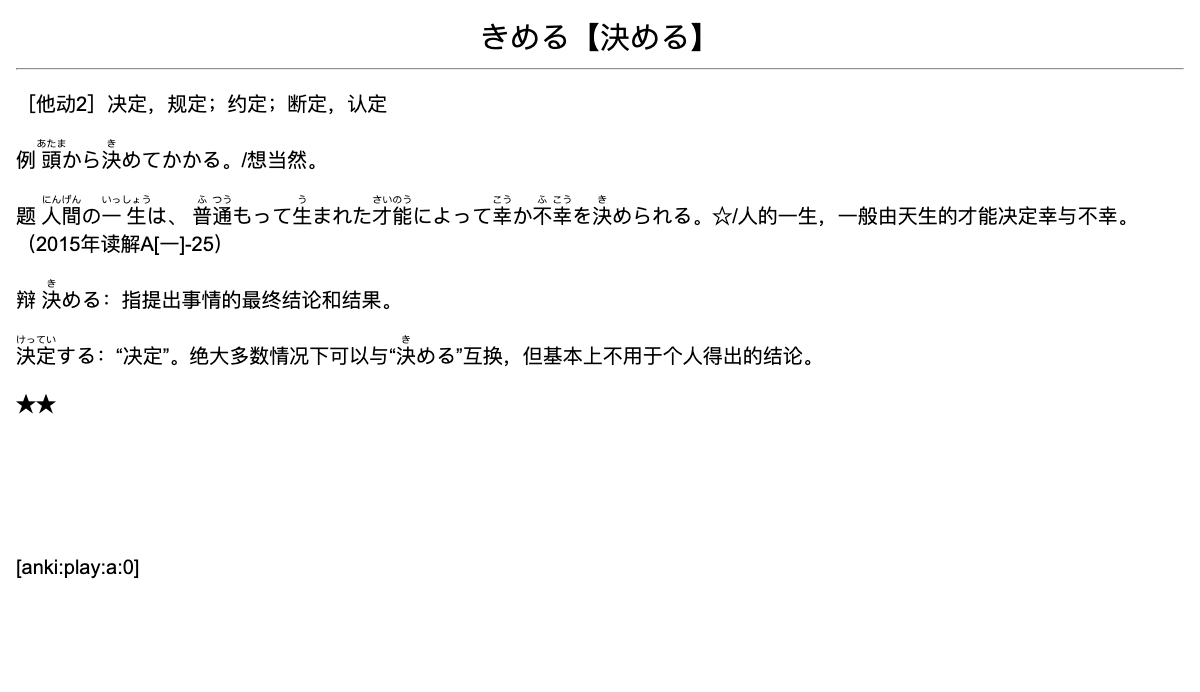 きめる【決める】
［他动2］决定，规定；约定；断定，认定
あたま き
例 頭から決めてかかる。/想当然。
にんげん いっしょう ふ つう う さいのう こう ふ こう き
题 人間の一生は、 普通もって生まれた才能によって幸か不幸を決められる。☆/人的一生，一般由天生的才能决定幸与不幸。
（2015年读解A[一]-25）
き
辩 決める：指提出事情的最终结论和结果。
けってい き
決定する：“决定”。绝大多数情况下可以与“決める”互换，但基本上不用于个人得出的结论。
★★
[anki:play:a:0]